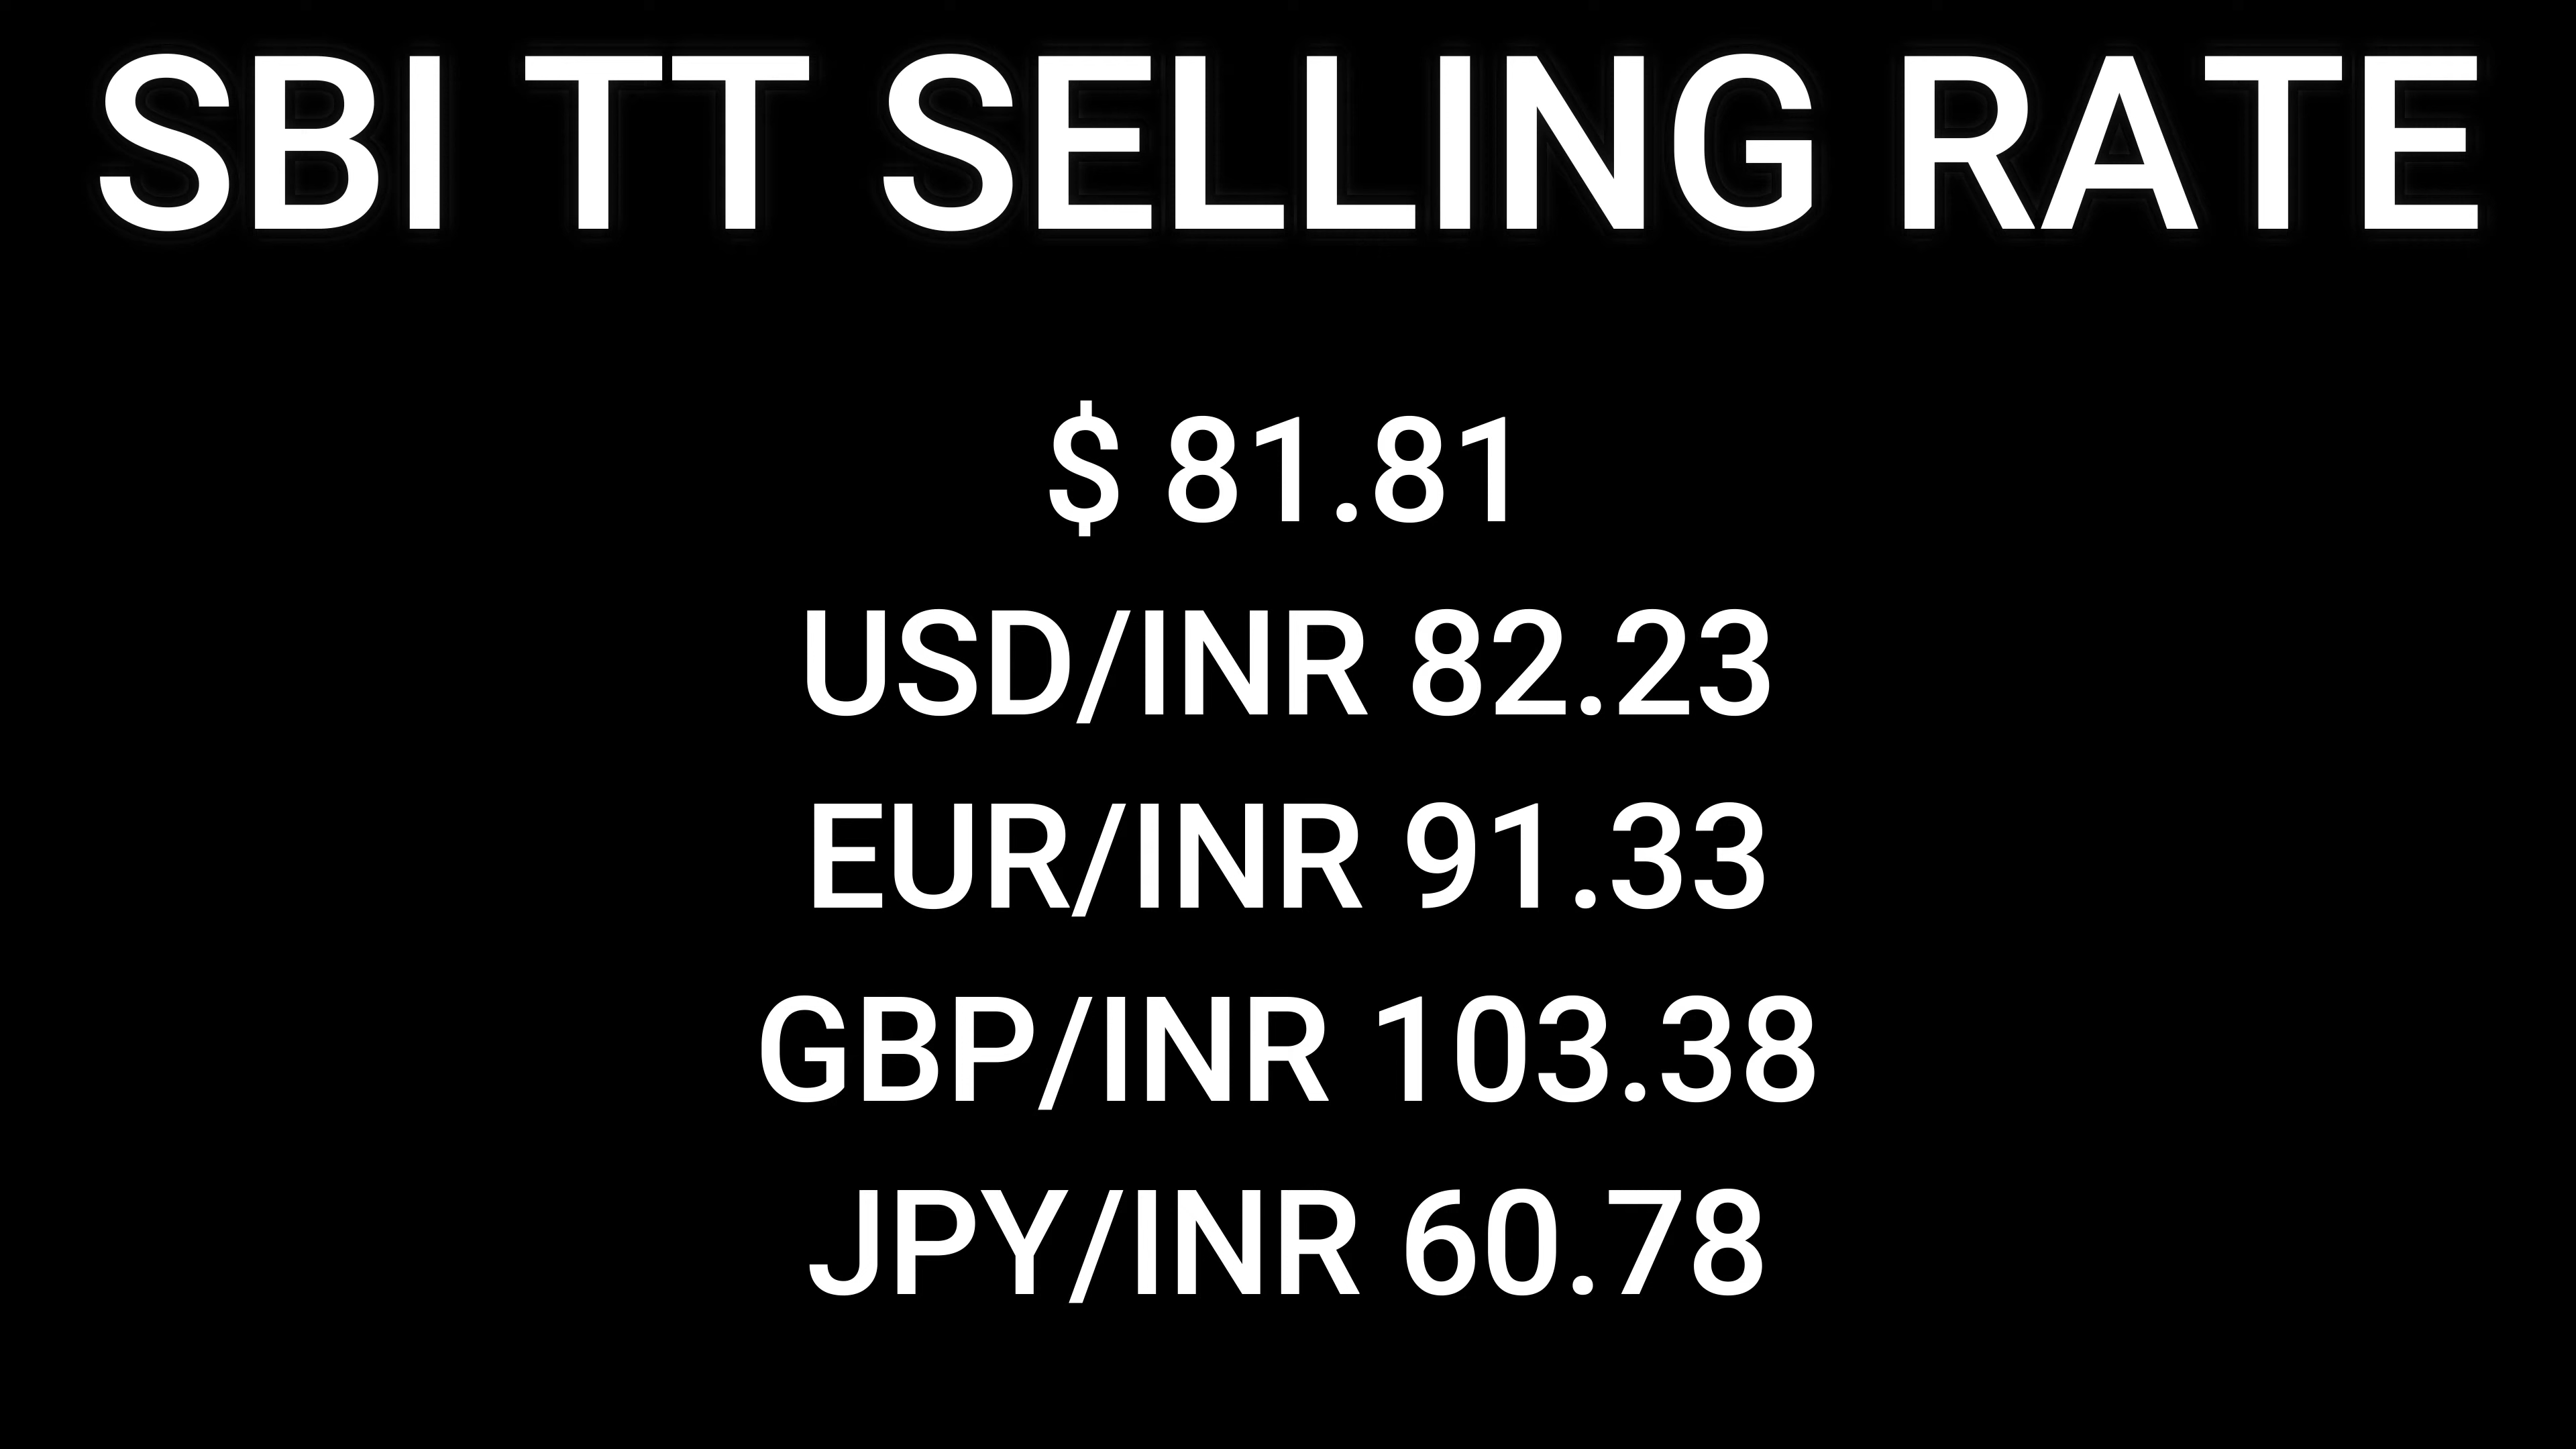 SBI TT SELLING RATE
$ 81.81
USD/INR 82.23
EUR/INR 91.33
GBP/INR 103.38
JPY/INR 60.78